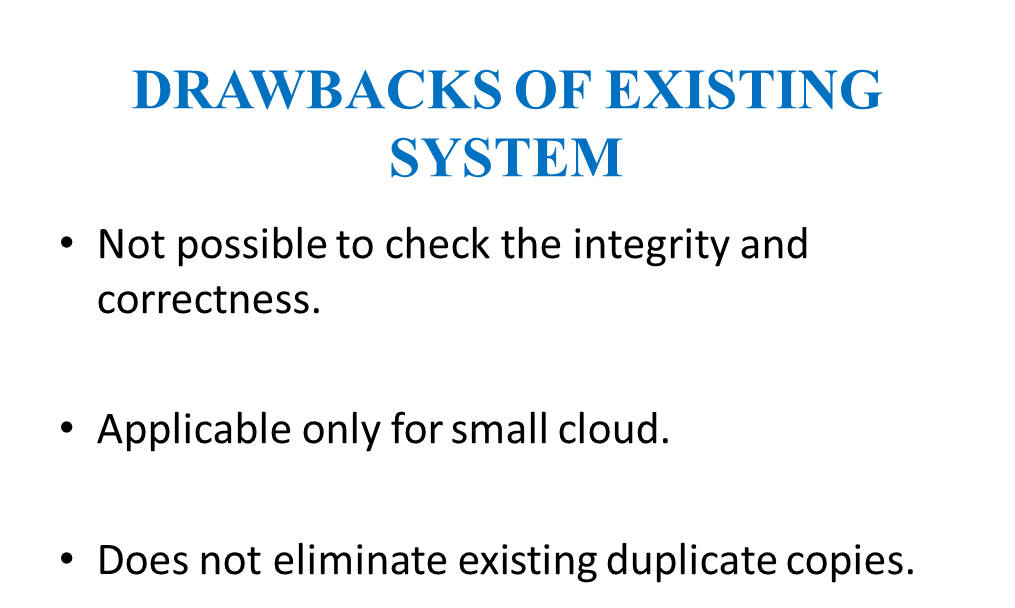 DRAWBACKS OF EXISTING
SYSTEM
• Not possible to check the integrity and
correctness.
• Applicable only for small cloud.
• Does not eliminate existing duplicate copies.